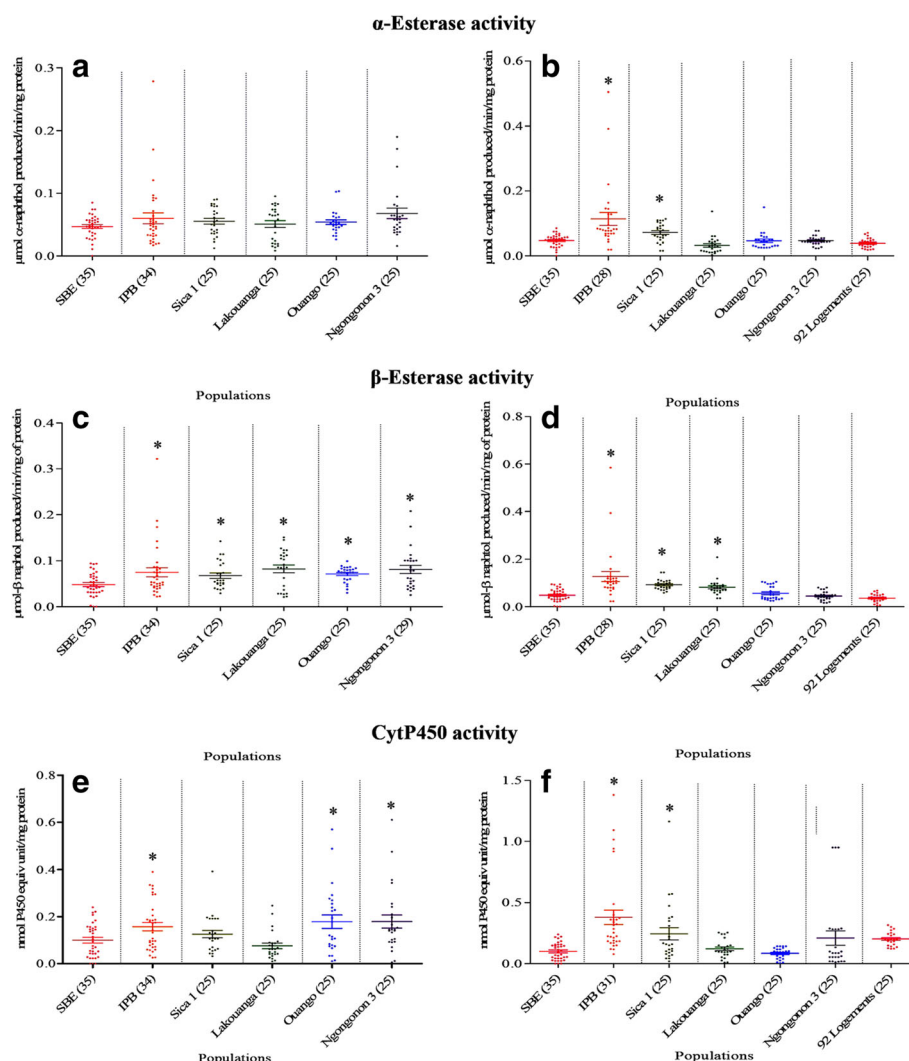 α-Esterase activity
a
µmol α-naphthol produced/min/mg protein
0.3
0.2
0.1
0.0
SBE (35)
IPB (34)
Sica 1 (25)
Lakouanga (25)
Ouango (25)
Ngongonon 3 (25)
b
*
*
µmol α-naphthol produced/min/mg protein
0.6
0.4
0.2
0.0
SBE (35)
IPB (28)
Sica 1 (25)
Lakouanga (25)
Ouango (25)
Ngongonon 3 (25)
92 Logements (25)
β-Esterase activity
Populations
c
*
*
*
*
*
µmol-β naphtol produced/min/mg of protein
0.4
0.3
0.2
0.1
0.0
SBE (35)
IPB (34)
Sica 1 (25)
Lakouanga (25)
Ouango (25)
Ngongonon 3 (29)
Populations
d
*
*
*
µmol-β naphtol produced/min/mg protein
0.8
0.6
0.4
0.2
0.0
SBE (35)
IPB (28)
Sica 1 (25)
Lakouanga (25)
Ouango (25)
Ngongonon 3 (25)
92 Logements (25)
CytP450 activity
Populations
e
*
*
*
nmol P450 equiv unit/mg protein
0.8
0.6
0.4
0.2
0.0
SBE (35)
IPB (34)
Sica 1 (25)
Lakouanga (25)
Ouango (25)
Ngongonon 3 (25)
Populations
Populations
f
*
*
nmol P450 equiv unit/mg protein
1.5
1.0
0.5
0.0
SBE (35)
IPB (31)
Sica 1 (25)
Lakouanga (25)
Ouango (25)
Ngongonon 3 (25)
92 Logements (25)
Populations